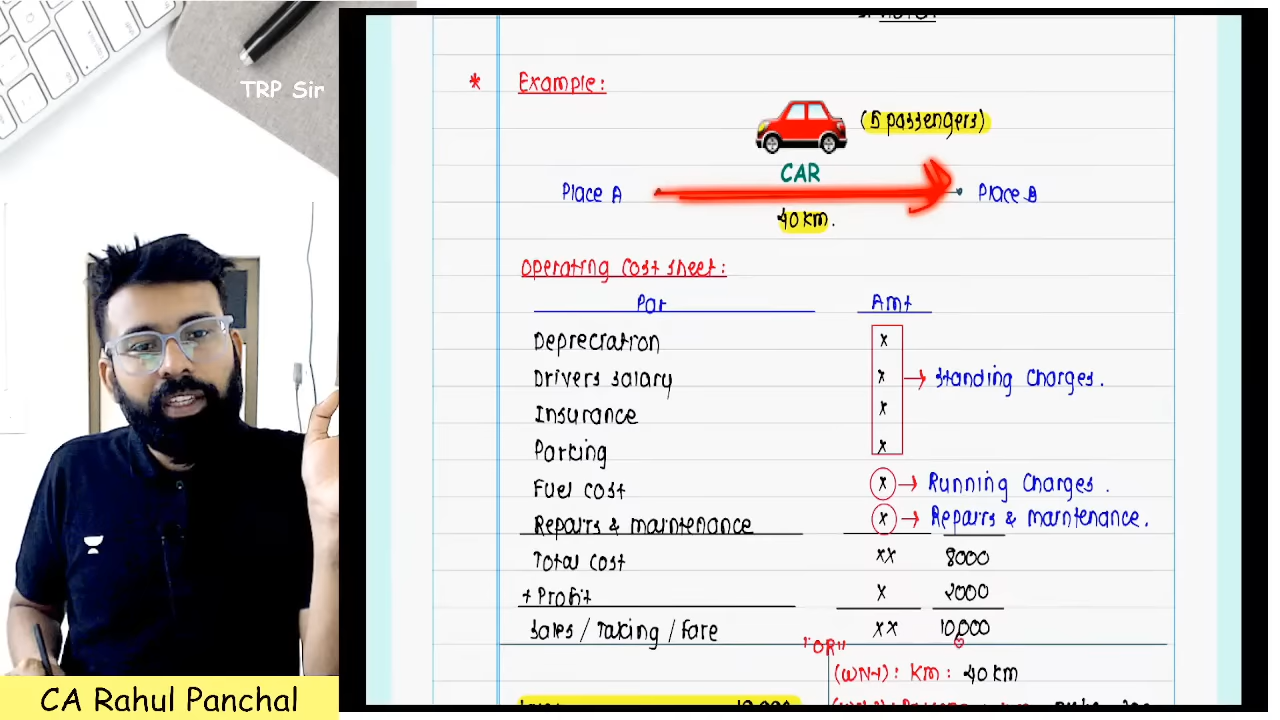 TRP Sir
* Example:
(5 passengers)
CAR
Place A
Place B
40 km.
Operating Cost sheet:
Par Amt
Depreciation x
Drivers salary x → Standing Charges.
Insurance x
Parking x
Fuel cost x → Running Charges.
Repairs & maintenance x → Repairs & maintenance.
Total cost xx 8000
+ Profit x 2000
Sales / Taking / Fare xx 10,000
"OR"
(WN-1): KM: 40 KM
CA Rahul Panchal